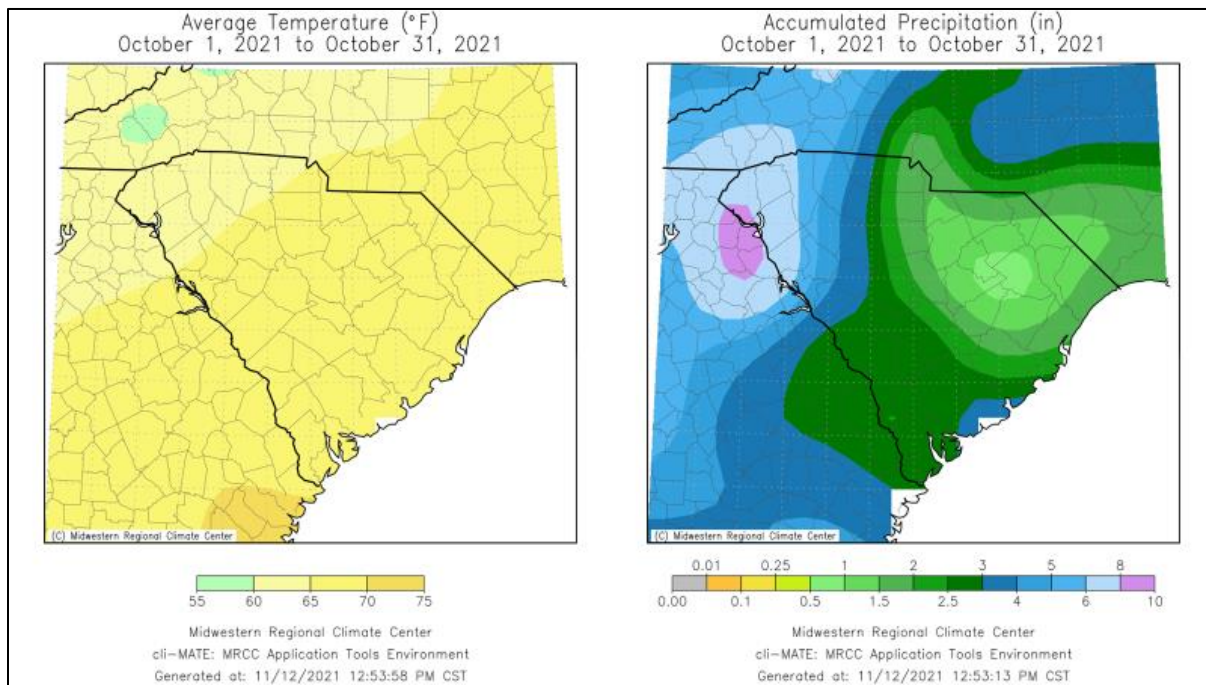 Average Temperature (°F)
October 1, 2021 to October 31, 2021
(C) Midwestern Regional Climate Center
55 60 65 70 75
Midwestern Regional Climate Center
cli-MATE: MRCC Application Tools Environment
Generated at: 11/12/2021 12:53:58 PM CST
Accumulated Precipitation (in)
October 1, 2021 to October 31, 2021
(C) Midwestern Regional Climate Center
0.01 0.25 1 2 3 5 8
0.00 0.1 0.5 1.5 2.5 4 6 10
Midwestern Regional Climate Center
cli-MATE: MRCC Application Tools Environment
Generated at: 11/12/2021 12:53:13 PM CST